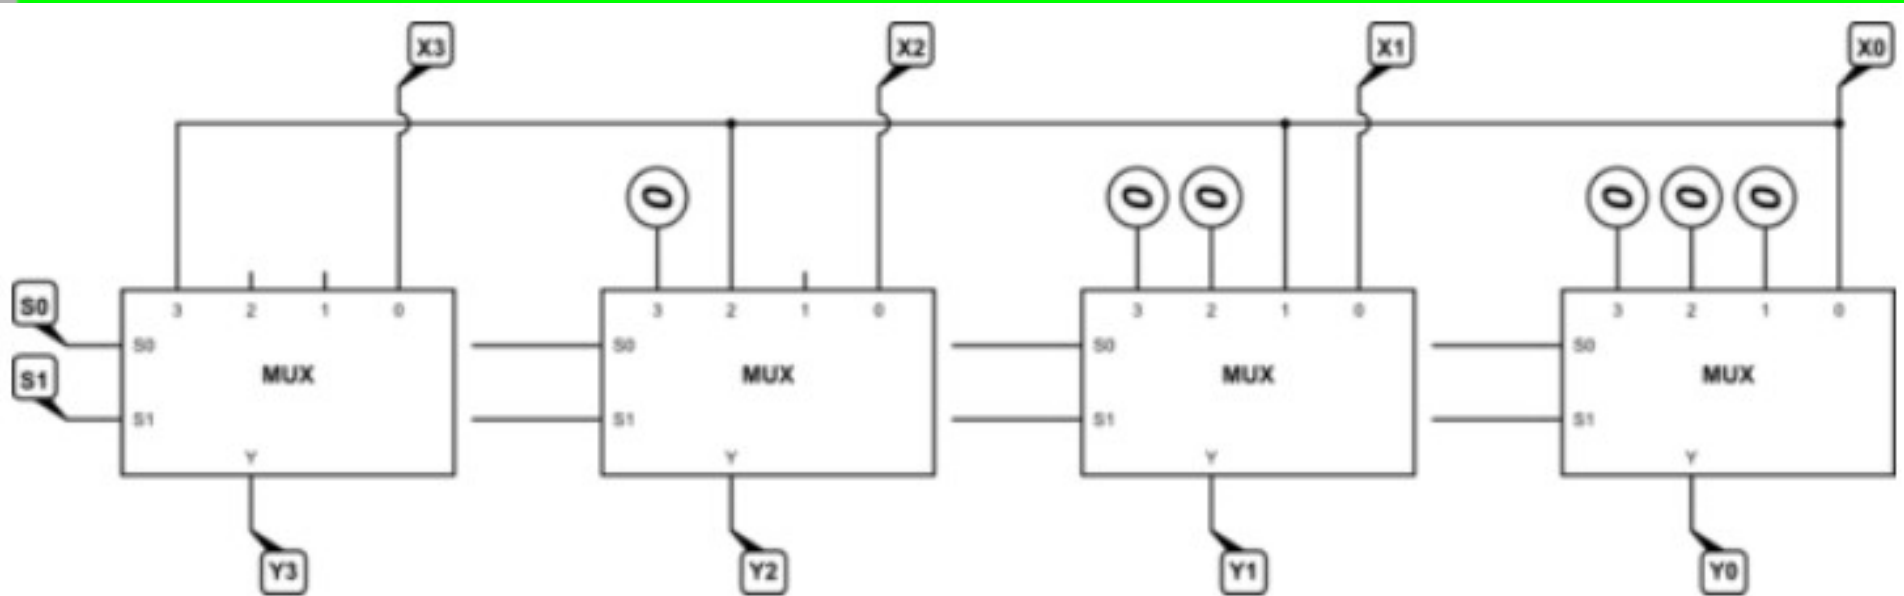 X3 X2 X1 X0
0 0 0 0 0 0
3 2 1 0 3 2 1 0 3 2 1 0 3 2 1 0
S0 S0 S0 S0 S0
MUX MUX MUX MUX
S1 S1 S1 S1 S1
Y Y Y Y
Y3 Y2 Y1 Y0